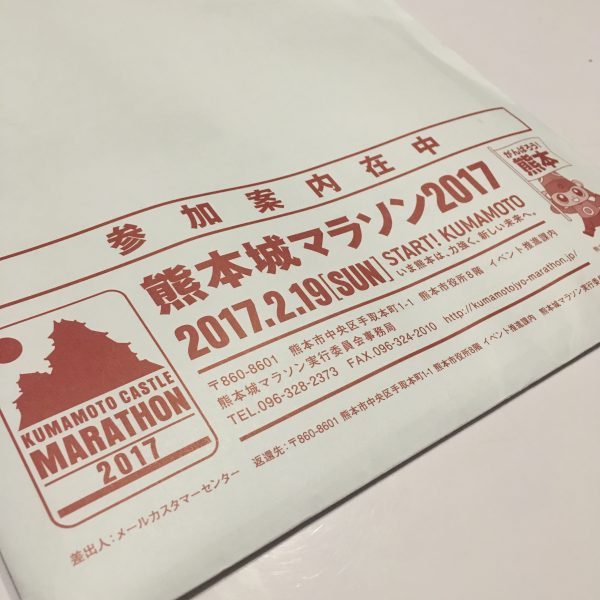 参加案内在中
熊本城マラソン2017
2017.2.19[SUN] START! KUMAMOTO
いま熊本は、力強く、新しい未来へ。
がんばろう!
熊本
〒860-8601 熊本市中央区手取本町1-1 熊本市役所8階 イベント推進課内
熊本城マラソン実行委員会事務局
TEL.096-328-2373 FAX.096-324-2010 http://kumamotojyo-marathon.jp/
KUMAMOTO CASTLE
MARATHON
2017
差出人:メールカスタマーセンター 返還先:〒860-8601 熊本市中央区手取本町1-1 熊本市役所8階 イベント推進課内 熊本城マラソン実行委員